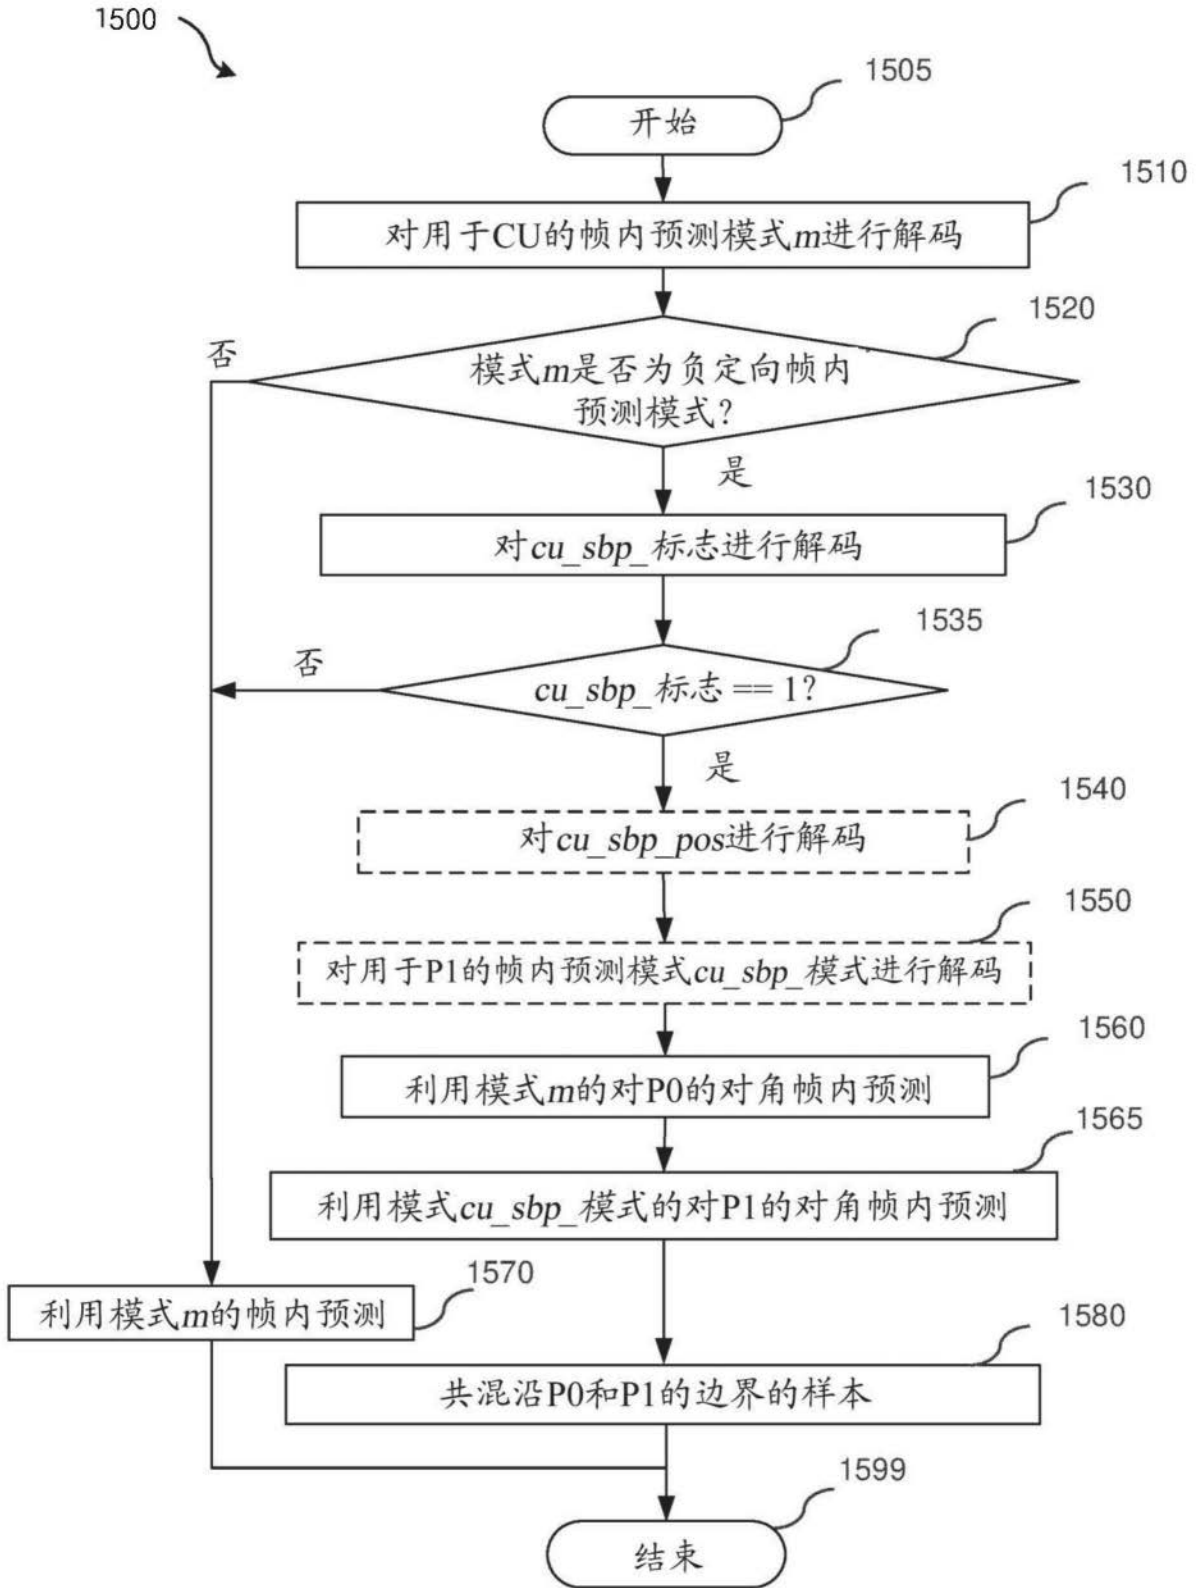 1500
1505
开始
1510
对用于CU的帧内预测模式m进行解码
1520
否
模式m是否为负定向帧内
预测模式?
是
1530
对cu_sbp_标志进行解码
1535
否
cu_sbp_标志 == 1?
是
1540
对cu_sbp_pos进行解码
1550
对用于P1的帧内预测模式cu_sbp_模式进行解码
1560
利用模式m的对P0的对角帧内预测
1565
利用模式cu_sbp_模式的对P1的对角帧内预测
1570
利用模式m的帧内预测
1580
共混沿P0和P1的边界的样本
1599
结束